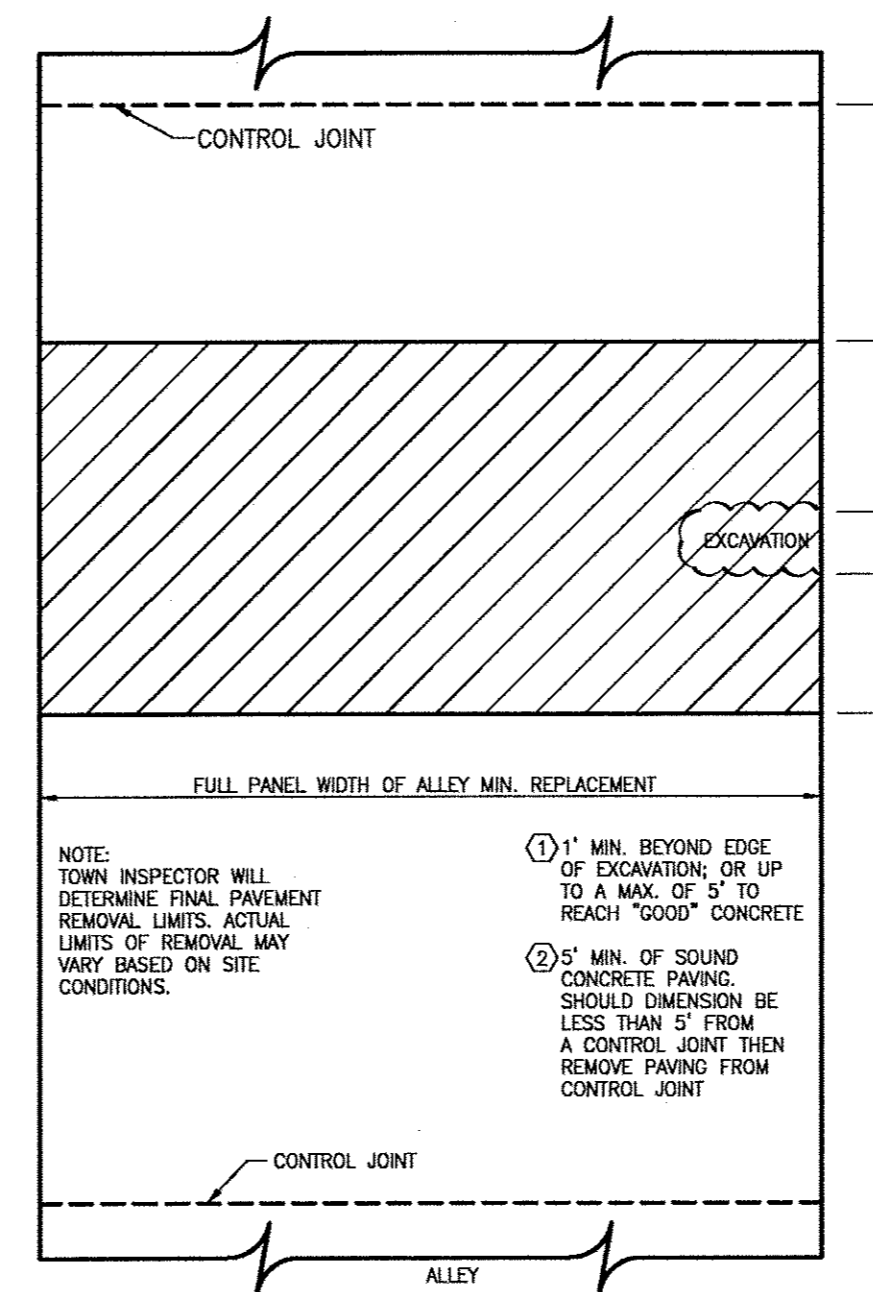 CONTROL JOINT
EXCAVATION
FULL PANEL WIDTH OF ALLEY MIN. REPLACEMENT
NOTE:
TOWN INSPECTOR WILL
DETERMINE FINAL PAVEMENT
REMOVAL LIMITS. ACTUAL
LIMITS OF REMOVAL MAY
VARY BASED ON SITE
CONDITIONS.
1 1' MIN. BEYOND EDGE
OF EXCAVATION; OR UP
TO A MAX. OF 5' TO
REACH "GOOD" CONCRETE
2 5' MIN. OF SOUND
CONCRETE PAVING.
SHOULD DIMENSION BE
LESS THAN 5' FROM
A CONTROL JOINT THEN
REMOVE PAVING FROM
CONTROL JOINT
CONTROL JOINT
ALLEY